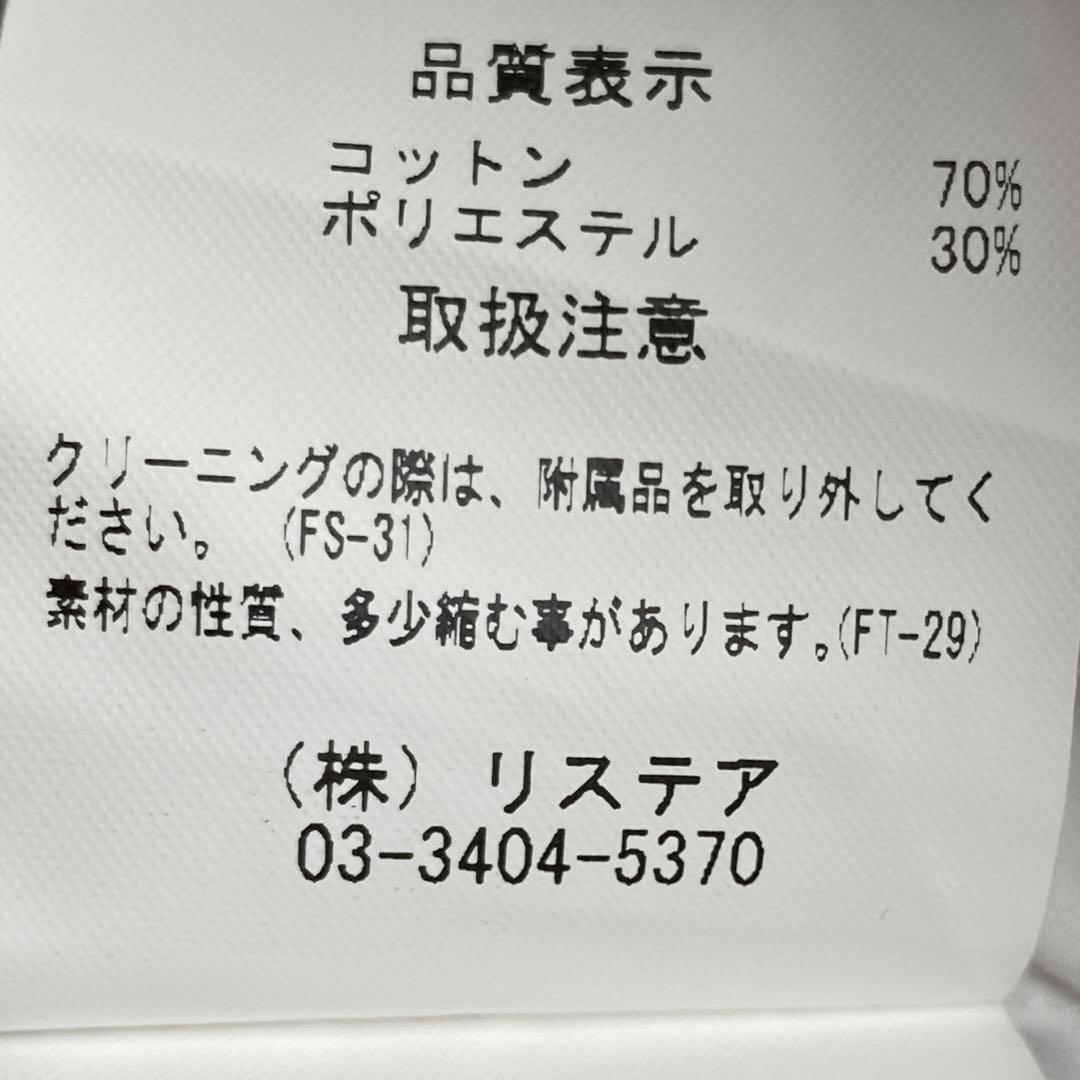 品質表示
コットン 70%
ポリエステル 30%
取扱注意
クリーニングの際は、附属品を取り外してく
ださい。 (FS-31)
素材の性質、多少縮む事があります。(FT-29)
(株) リステア
03-3404-5370